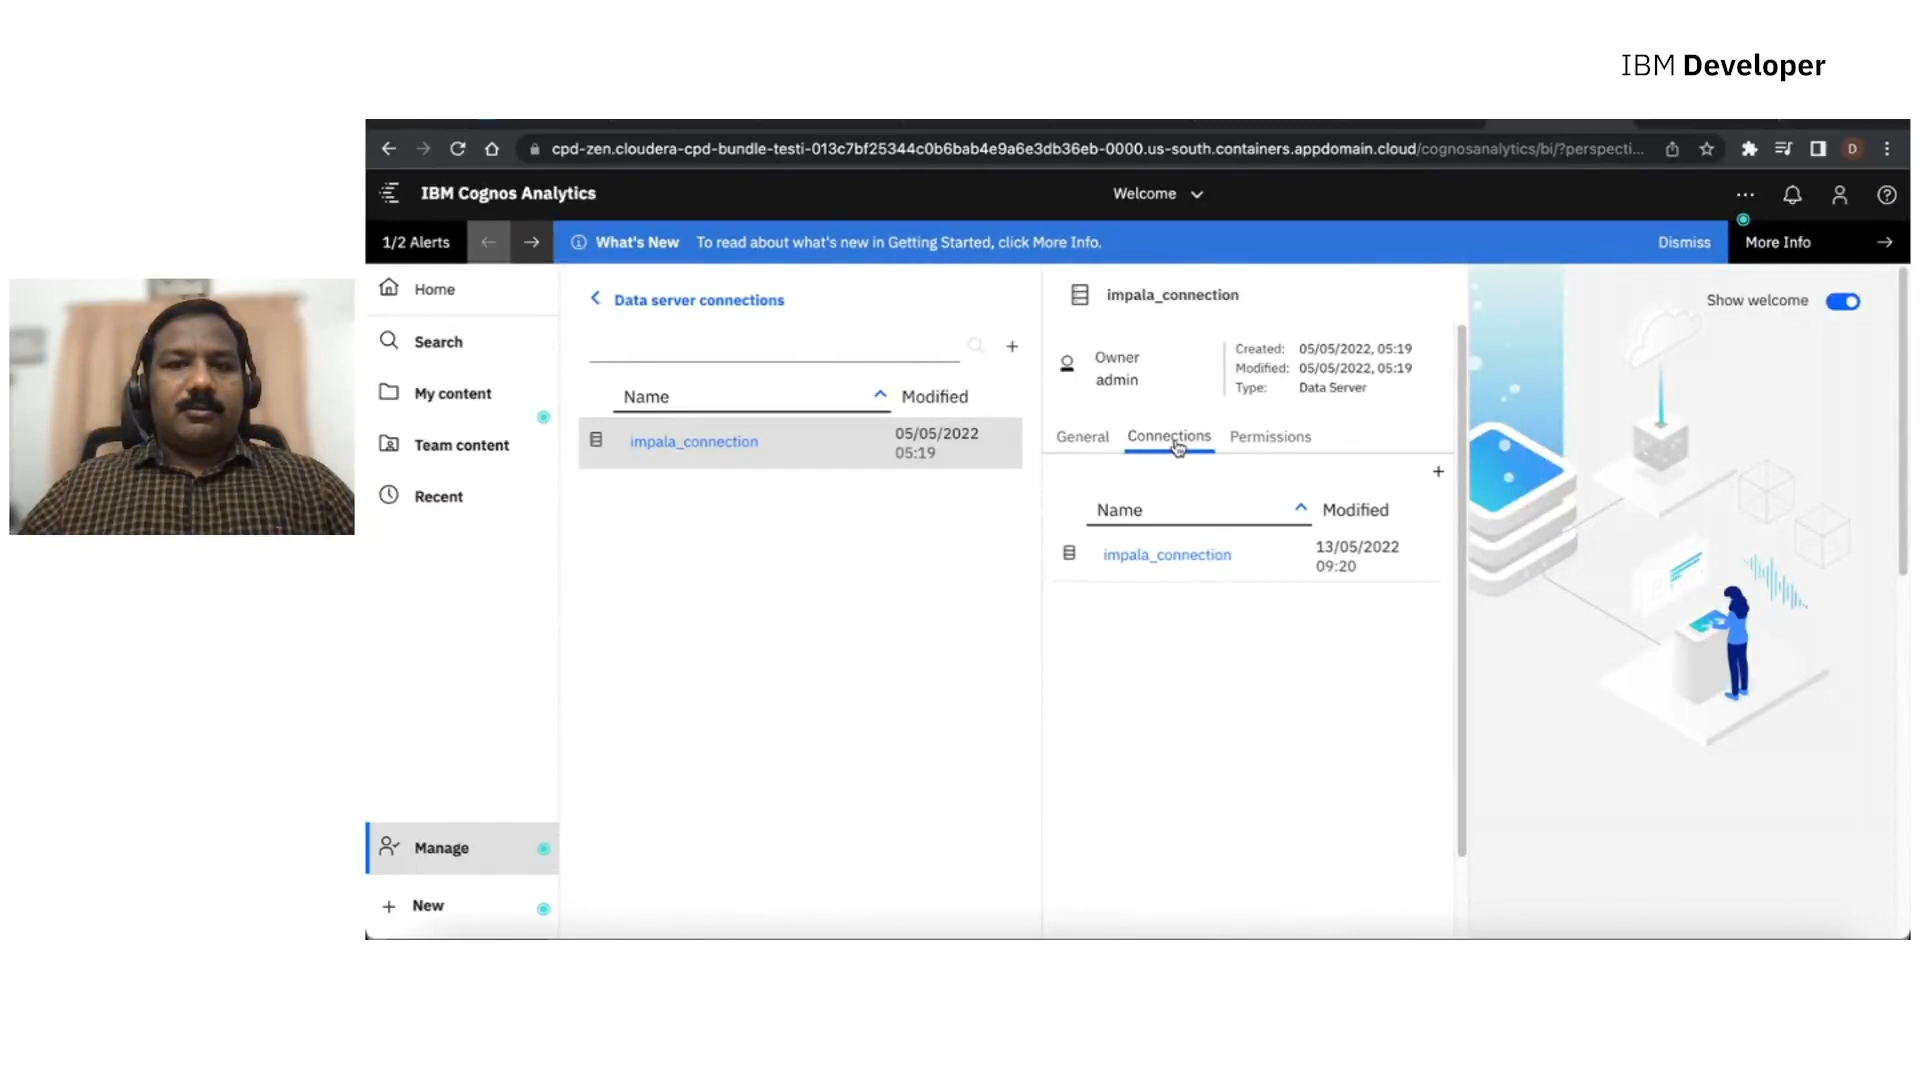 IBM Developer
cpd-zen.cloudera-cpd-bundle-testi-013c7bf25344c0b6bab4e9a6e3db36eb-0000.us-south.containers.appdomain.cloud/cognosanalytics/bi/?perspecti...
D
IBM Cognos Analytics
Welcome
1/2 Alerts
What's New To read about what's new in Getting Started, click More Info.
Dismiss
More Info
Home
Search
My content
Team content
Recent
Manage
New
Data server connections
Name Modified
impala_connection 05/05/2022
05:19
impala_connection
Owner
admin
Created: 05/05/2022, 05:19
Modified: 05/05/2022, 05:19
Type: Data Server
General Connections Permissions
Name Modified
impala_connection 13/05/2022
09:20
Show welcome